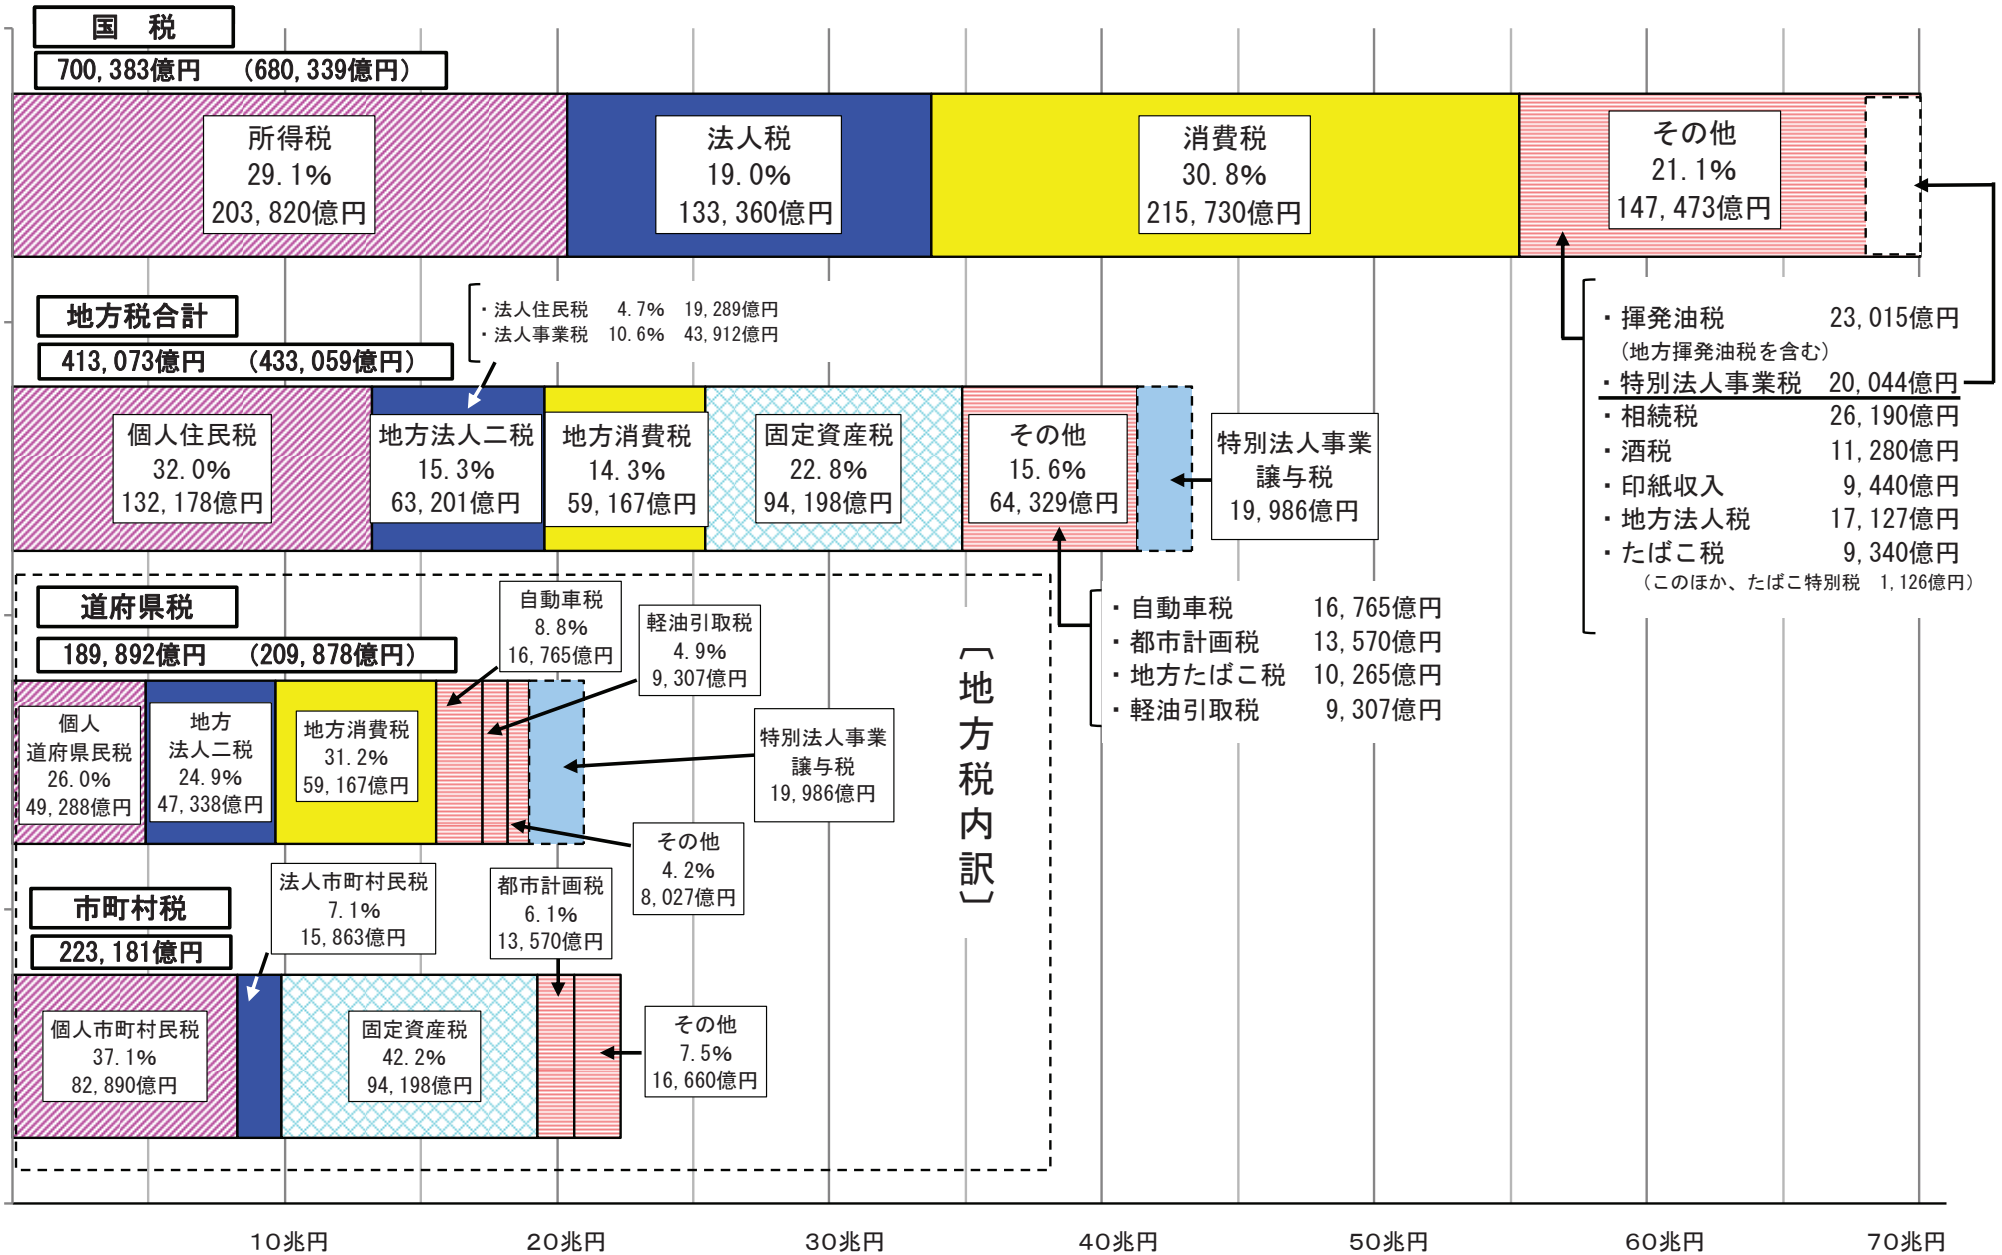 国　税
700,383億円　（680,339億円）
所得税
29.1%
203,820億円
法人税
19.0%
133,360億円
消費税
30.8%
215,730億円
その他
21.1%
147,473億円
・揮発油税　23,015億円
（地方揮発油税を含む）
・特別法人事業税　20,044億円
・相続税　26,190億円
・酒税　11,280億円
・印紙収入　9,440億円
・地方法人税　17,127億円
・たばこ税　9,340億円
（このほか、たばこ特別税　1,126億円）
地方税合計
413,073億円　（433,059億円）
・法人住民税　4.7%　19,289億円
・法人事業税　10.6%　43,912億円
個人住民税
32.0%
132,178億円
地方法人二税
15.3%
63,201億円
地方消費税
14.3%
59,167億円
固定資産税
22.8%
94,198億円
その他
15.6%
64,329億円
特別法人事業
譲与税
19,986億円
・自動車税　16,765億円
・都市計画税　13,570億円
・地方たばこ税　10,265億円
・軽油引取税　9,307億円
〔地方税内訳〕
道府県税
189,892億円　（209,878億円）
個人
道府県民税
26.0%
49,288億円
地方
法人二税
24.9%
47,338億円
地方消費税
31.2%
59,167億円
自動車税
8.8%
16,765億円
軽油引取税
4.9%
9,307億円
その他
4.2%
8,027億円
特別法人事業
譲与税
19,986億円
市町村税
223,181億円
個人市町村民税
37.1%
82,890億円
法人市町村民税
7.1%
15,863億円
固定資産税
42.2%
94,198億円
都市計画税
6.1%
13,570億円
その他
7.5%
16,660億円
10兆円　20兆円　30兆円　40兆円　50兆円　60兆円　70兆円